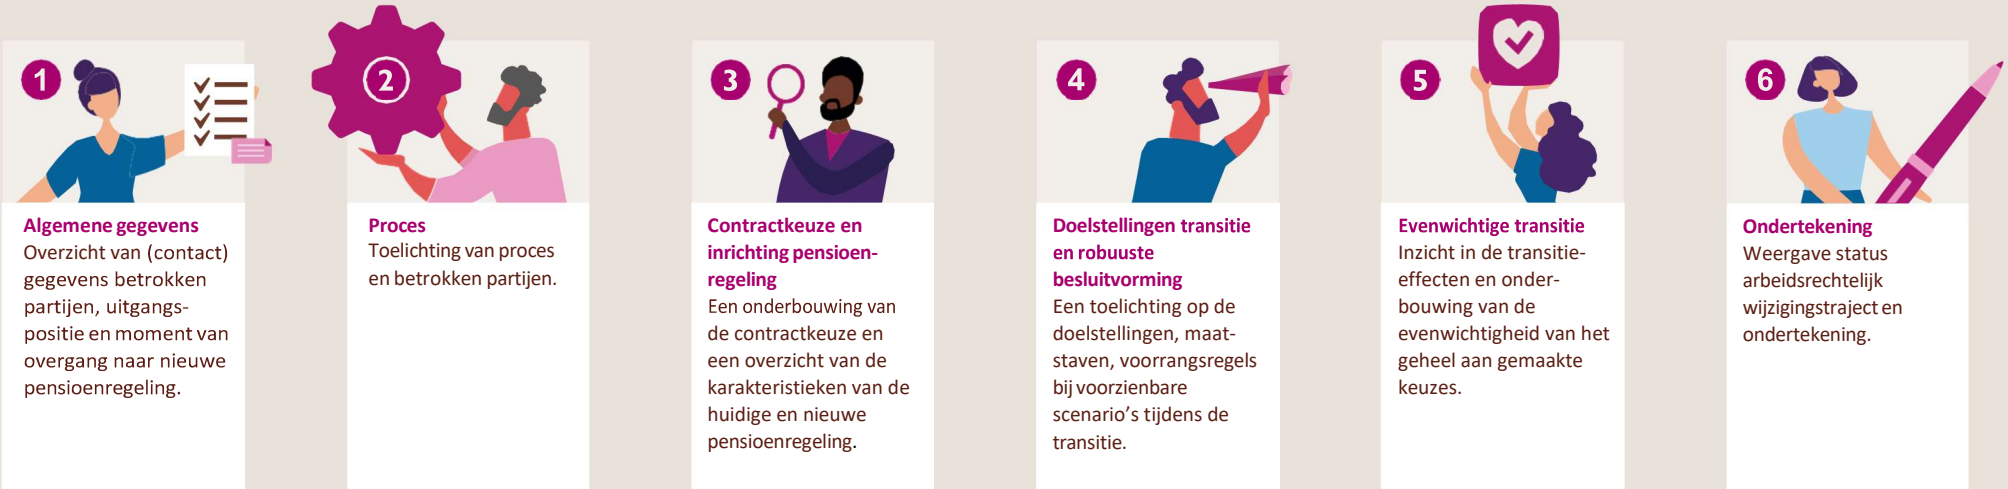 1
Algemene gegevens
Overzicht van (contact)
gegevens betrokken
partijen, uitgangs-
positie en moment van
overgang naar nieuwe
pensioenregeling.
2
Proces
Toelichting van proces
en betrokken partijen.
3
Contractkeuze en
inrichting pensioen-
regeling
Een onderbouwing van
de contractkeuze en
een overzicht van de
karakteristieken van de
huidige en nieuwe
pensioenregeling.
4
Doelstellingen transitie
en robuuste
besluitvorming
Een toelichting op de
doelstellingen, maat-
staven, voorrangsregels
bij voorzienbare
scenario's tijdens de
transitie.
5
Evenwichtige transitie
Inzicht in de transitie-
effecten en onder-
bouwing van de
evenwichtigheid van het
geheel aan gemaakte
keuzes.
6
Ondertekening
Weergave status
arbeidsrechtelijk
wijzigingstraject en
ondertekening.